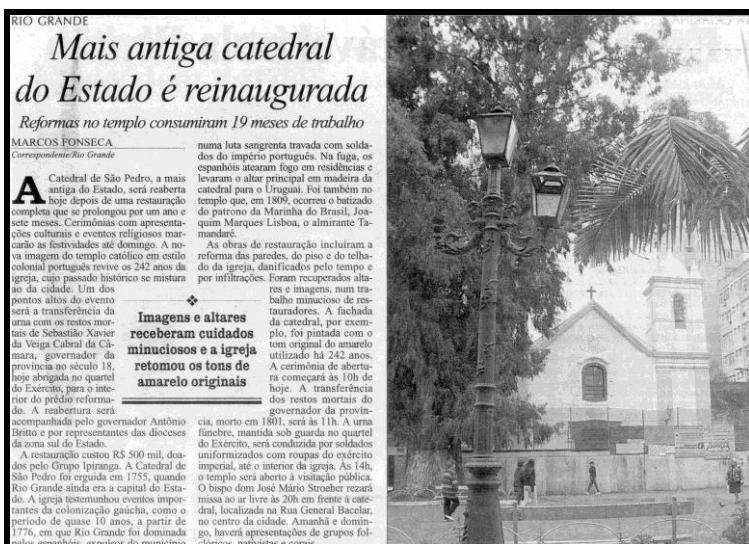 RIO GRANDE
Mais antiga catedral
do Estado é reinaugurada
Reformas no templo consumiram 19 meses de trabalho
MARCOS FONSECA
Correspondente/Rio Grande
A Catedral de São Pedro, a mais
antiga do Estado, será reaberta
hoje depois de uma restauração
completa que se prolongou por um ano e
sete meses. Cerimônias com apresenta-
ções culturais e eventos religiosos mar-
carão as festividades até domingo. A no-
va imagem do templo católico em estilo
colonial português revive os 242 anos da
igreja, cujo passado histórico se mistura
ao da cidade. Um dos
pontos altos do evento
será a transferência da
urna com os restos mor-
tais de Sebastião Xavier
da Veiga Cabral da Câ-
mara, governador da
província no século 18,
hoje abrigada no quartel
do Exército, para o inte-
rior do prédio reforma-
do. A reabertura será
acompanhada pelo governador Antônio
Britto e por representantes das dioceses
da zona sul do Estado.
A restauração custou R$ 500 mil, doa-
dos pelo Grupo Ipiranga. A Catedral de
São Pedro foi erguida em 1755, quando
Rio Grande ainda era a capital do Esta-
do. A igreja testemunhou eventos impor-
tantes da colonização gaúcha, como o
período de quase 10 anos, a partir de
1776, em que Rio Grande foi dominada
pelos espanhóis, expulsos do município
numa luta sangrenta travada com solda-
dos do império português. Na fuga, os
espanhóis atearam fogo em residências e
levaram o altar principal em madeira da
catedral para o Uruguai. Foi também no
templo que, em 1809, ocorreu o batizado
do patrono da Marinha do Brasil, Joa-
quim Marques Lisboa, o almirante Ta-
mandaré.
As obras de restauração incluíram a
reforma das paredes, do piso e do telha-
do da igreja, danificados pelo tempo e
por infiltrações. Foram recuperados alta-
res e imagens, num tra-
balho minucioso de res-
tauradores. A fachada
da catedral, por exem-
plo, foi pintada com o
tom original do amarelo
utilizado há 242 anos.
A cerimônia de abertu-
ra começará às 10h de
hoje. A transferência
dos restos mortais do
governador da provín-
cia, morto em 1801, será às 11h. A urna
fúnebre, mantida sob guarda no quartel
do Exército, será conduzida por soldados
uniformizados com roupas do exército
imperial, até o interior da igreja. Às 14h,
o templo será aberto à visitação pública.
O bispo dom José Mário Stroeher rezará
missa ao ar livre às 20h em frente à cate-
dral, localizada na Rua General Bacelar,
no centro da cidade. Amanhã e domin-
go, haverá apresentações de grupos fol-
clóricos, nativistas e corais.
Imagens e altares
receberam cuidados
minuciosos e a igreja
retomou os tons de
amarelo originais